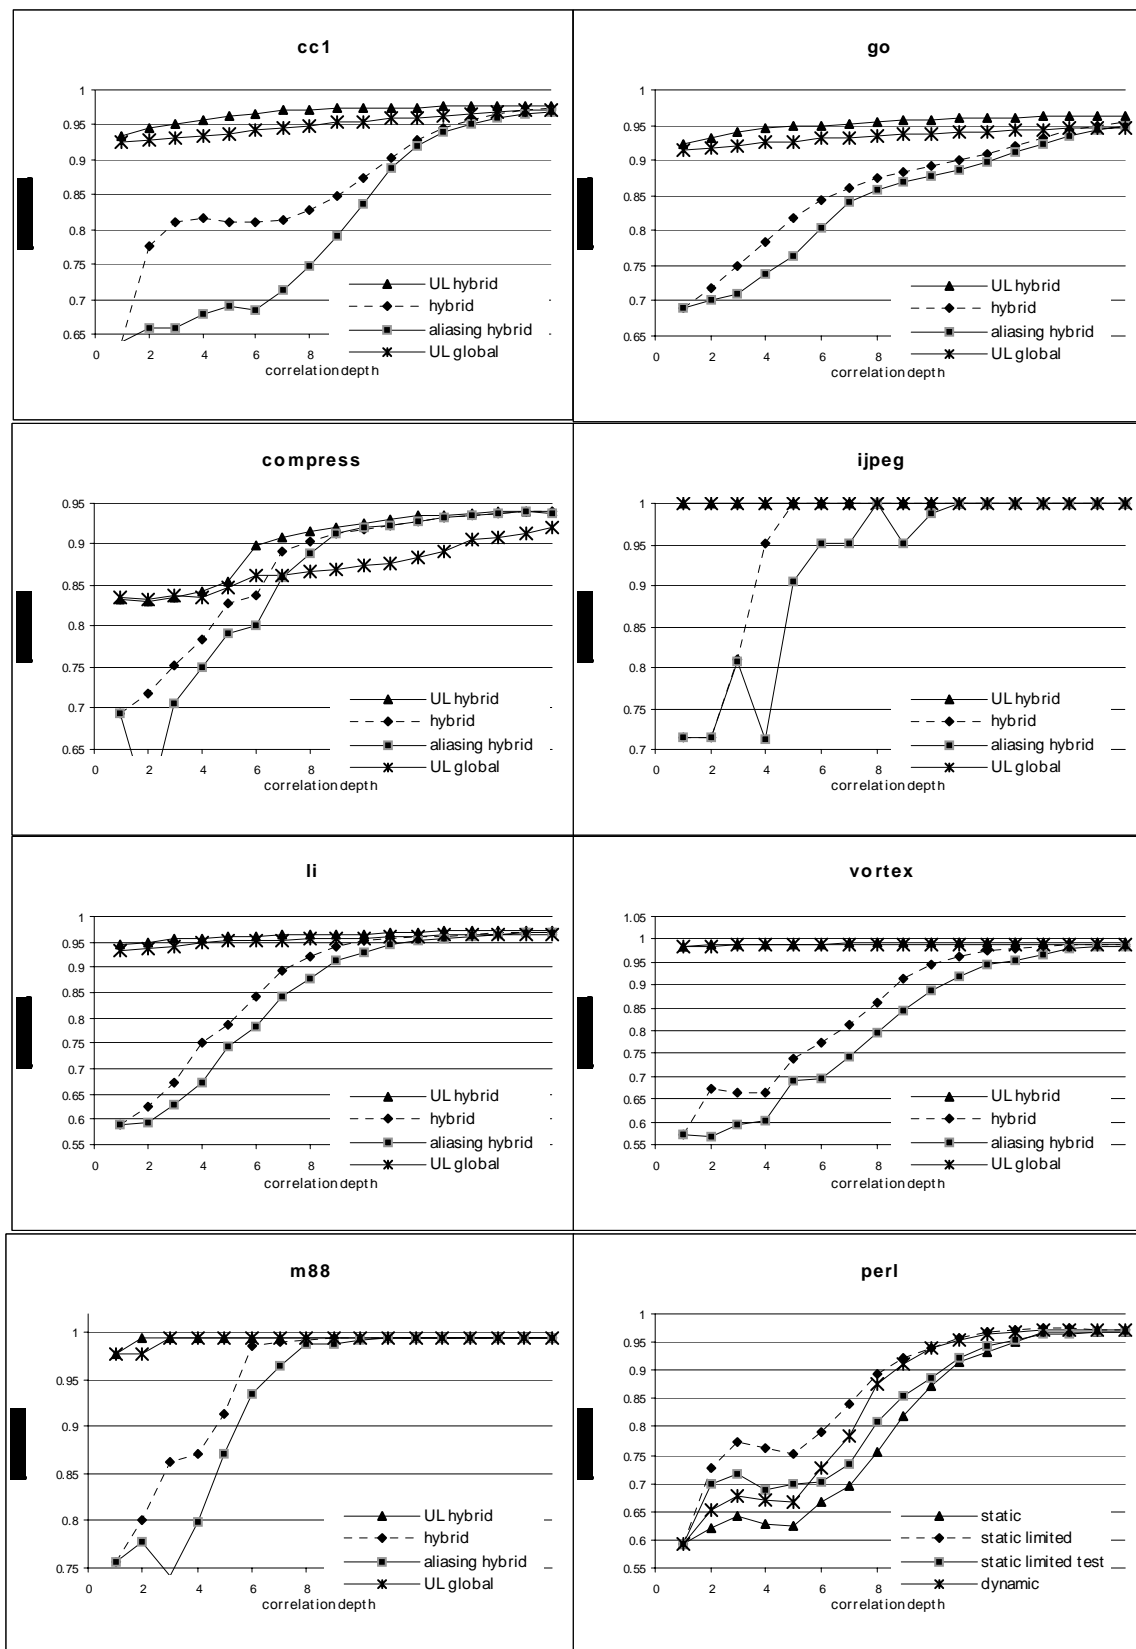 cc1
1
0.95
0.9
0.85
0.8
0.75
0.7
0.65
0 2 4 6 8
correlation depth
UL hybrid
hybrid
aliasing hybrid
UL global
go
1
0.95
0.9
0.85
0.8
0.75
0.7
0.65
0 2 4 6 8
correlation depth
UL hybrid
hybrid
aliasing hybrid
UL global
compress
0.95
0.9
0.85
0.8
0.75
0.7
0.65
0 2 4 6 8
correlation depth
UL hybrid
hybrid
aliasing hybrid
UL global
ijpeg
1
0.95
0.9
0.85
0.8
0.75
0.7
0 2 4 6 8
correlation depth
UL hybrid
hybrid
aliasing hybrid
UL global
li
1
0.95
0.9
0.85
0.8
0.75
0.7
0.65
0.6
0.55
0 2 4 6 8
correlation depth
UL hybrid
hybrid
aliasing hybrid
UL global
vortex
1.05
1
0.95
0.9
0.85
0.8
0.75
0.7
0.65
0.6
0.55
0 2 4 6 8
correlation depth
UL hybrid
hybrid
aliasing hybrid
UL global
m88
1
0.95
0.9
0.85
0.8
0.75
0 2 4 6 8
correlation depth
UL hybrid
hybrid
aliasing hybrid
UL global
perl
1
0.95
0.9
0.85
0.8
0.75
0.7
0.65
0.6
0.55
0 2 4 6 8
correlation depth
static
static limited
static limited test
dynamic